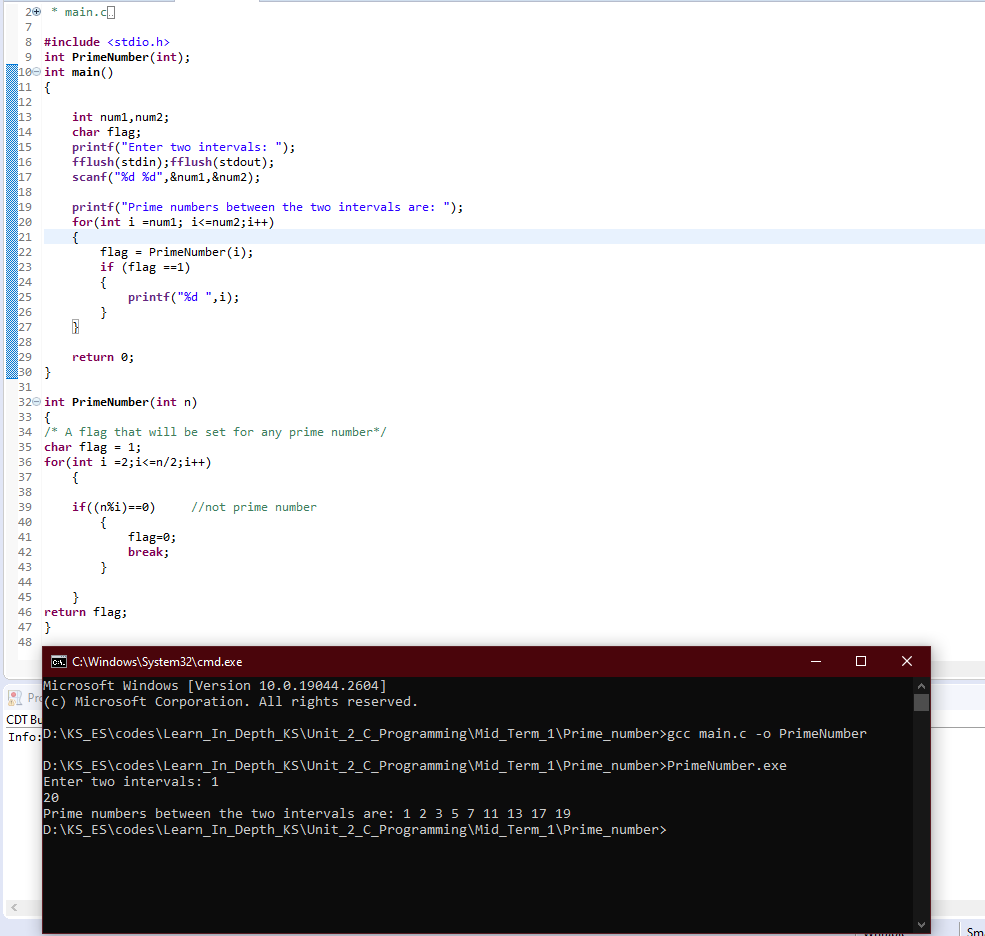 2 * main.c
7
8 #include <stdio.h>
9 int PrimeNumber(int);
10 int main()
11 {
12
13 int num1,num2;
14 char flag;
15 printf("Enter two intervals: ");
16 fflush(stdin);fflush(stdout);
17 scanf("%d %d",&num1,&num2);
18
19 printf("Prime numbers between the two intervals are: ");
20 for(int i =num1; i<=num2;i++)
21 {
22 flag = PrimeNumber(i);
23 if (flag ==1)
24 {
25 printf("%d ",i);
26 }
27 }
28
29 return 0;
30 }
31
32 int PrimeNumber(int n)
33 {
34 /* A flag that will be set for any prime number*/
35 char flag = 1;
36 for(int i =2;i<=n/2;i++)
37 {
38
39 if((n%i)==0) //not prime number
40 {
41 flag=0;
42 break;
43 }
44
45 }
46 return flag;
47 }
48
C:\Windows\System32\cmd.exe
Microsoft Windows [Version 10.0.19044.2604]
(c) Microsoft Corporation. All rights reserved.
D:\KS_ES\codes\Learn_In_Depth_KS\Unit_2_C_Programming\Mid_Term_1\Prime_number>gcc main.c -o PrimeNumber
D:\KS_ES\codes\Learn_In_Depth_KS\Unit_2_C_Programming\Mid_Term_1\Prime_number>PrimeNumber.exe
Enter two intervals: 1
20
Prime numbers between the two intervals are: 1 2 3 5 7 11 13 17 19
D:\KS_ES\codes\Learn_In_Depth_KS\Unit_2_C_Programming\Mid_Term_1\Prime_number>
CDT Bu
Info: